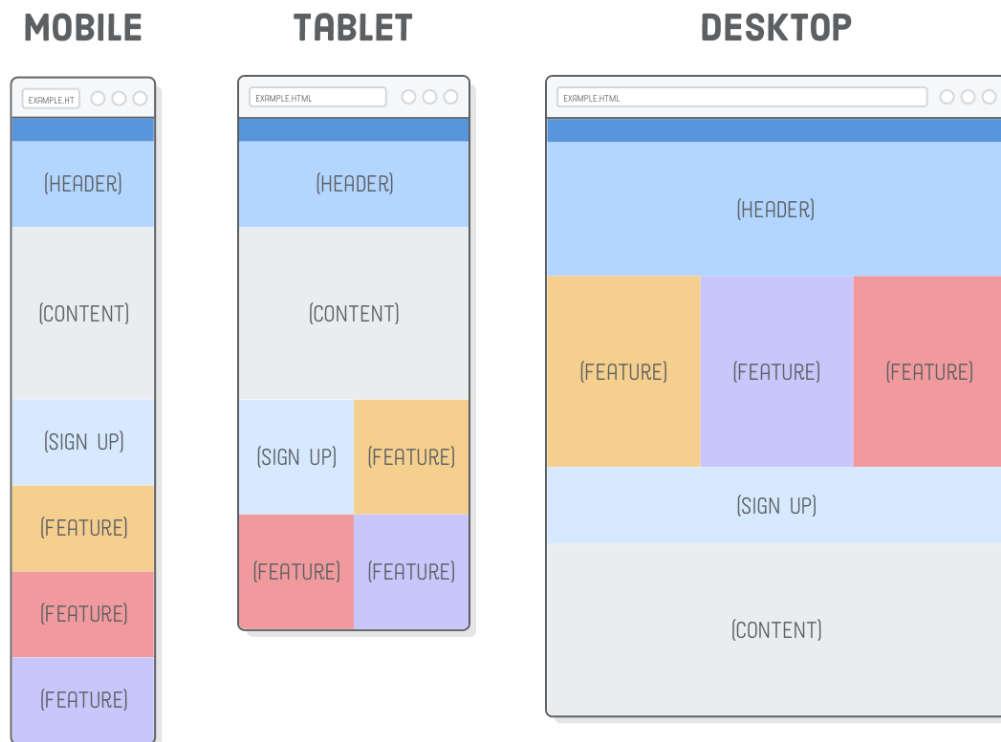 MOBILE
EXAMPLE.HT
(HEADER)
(CONTENT)
(SIGN UP)
(FEATURE)
(FEATURE)
(FEATURE)
TABLET
EXAMPLE.HTML
(HEADER)
(CONTENT)
(SIGN UP) (FEATURE)
(FEATURE) (FEATURE)
DESKTOP
EXAMPLE.HTML
(HEADER)
(FEATURE) (FEATURE) (FEATURE)
(SIGN UP)
(CONTENT)